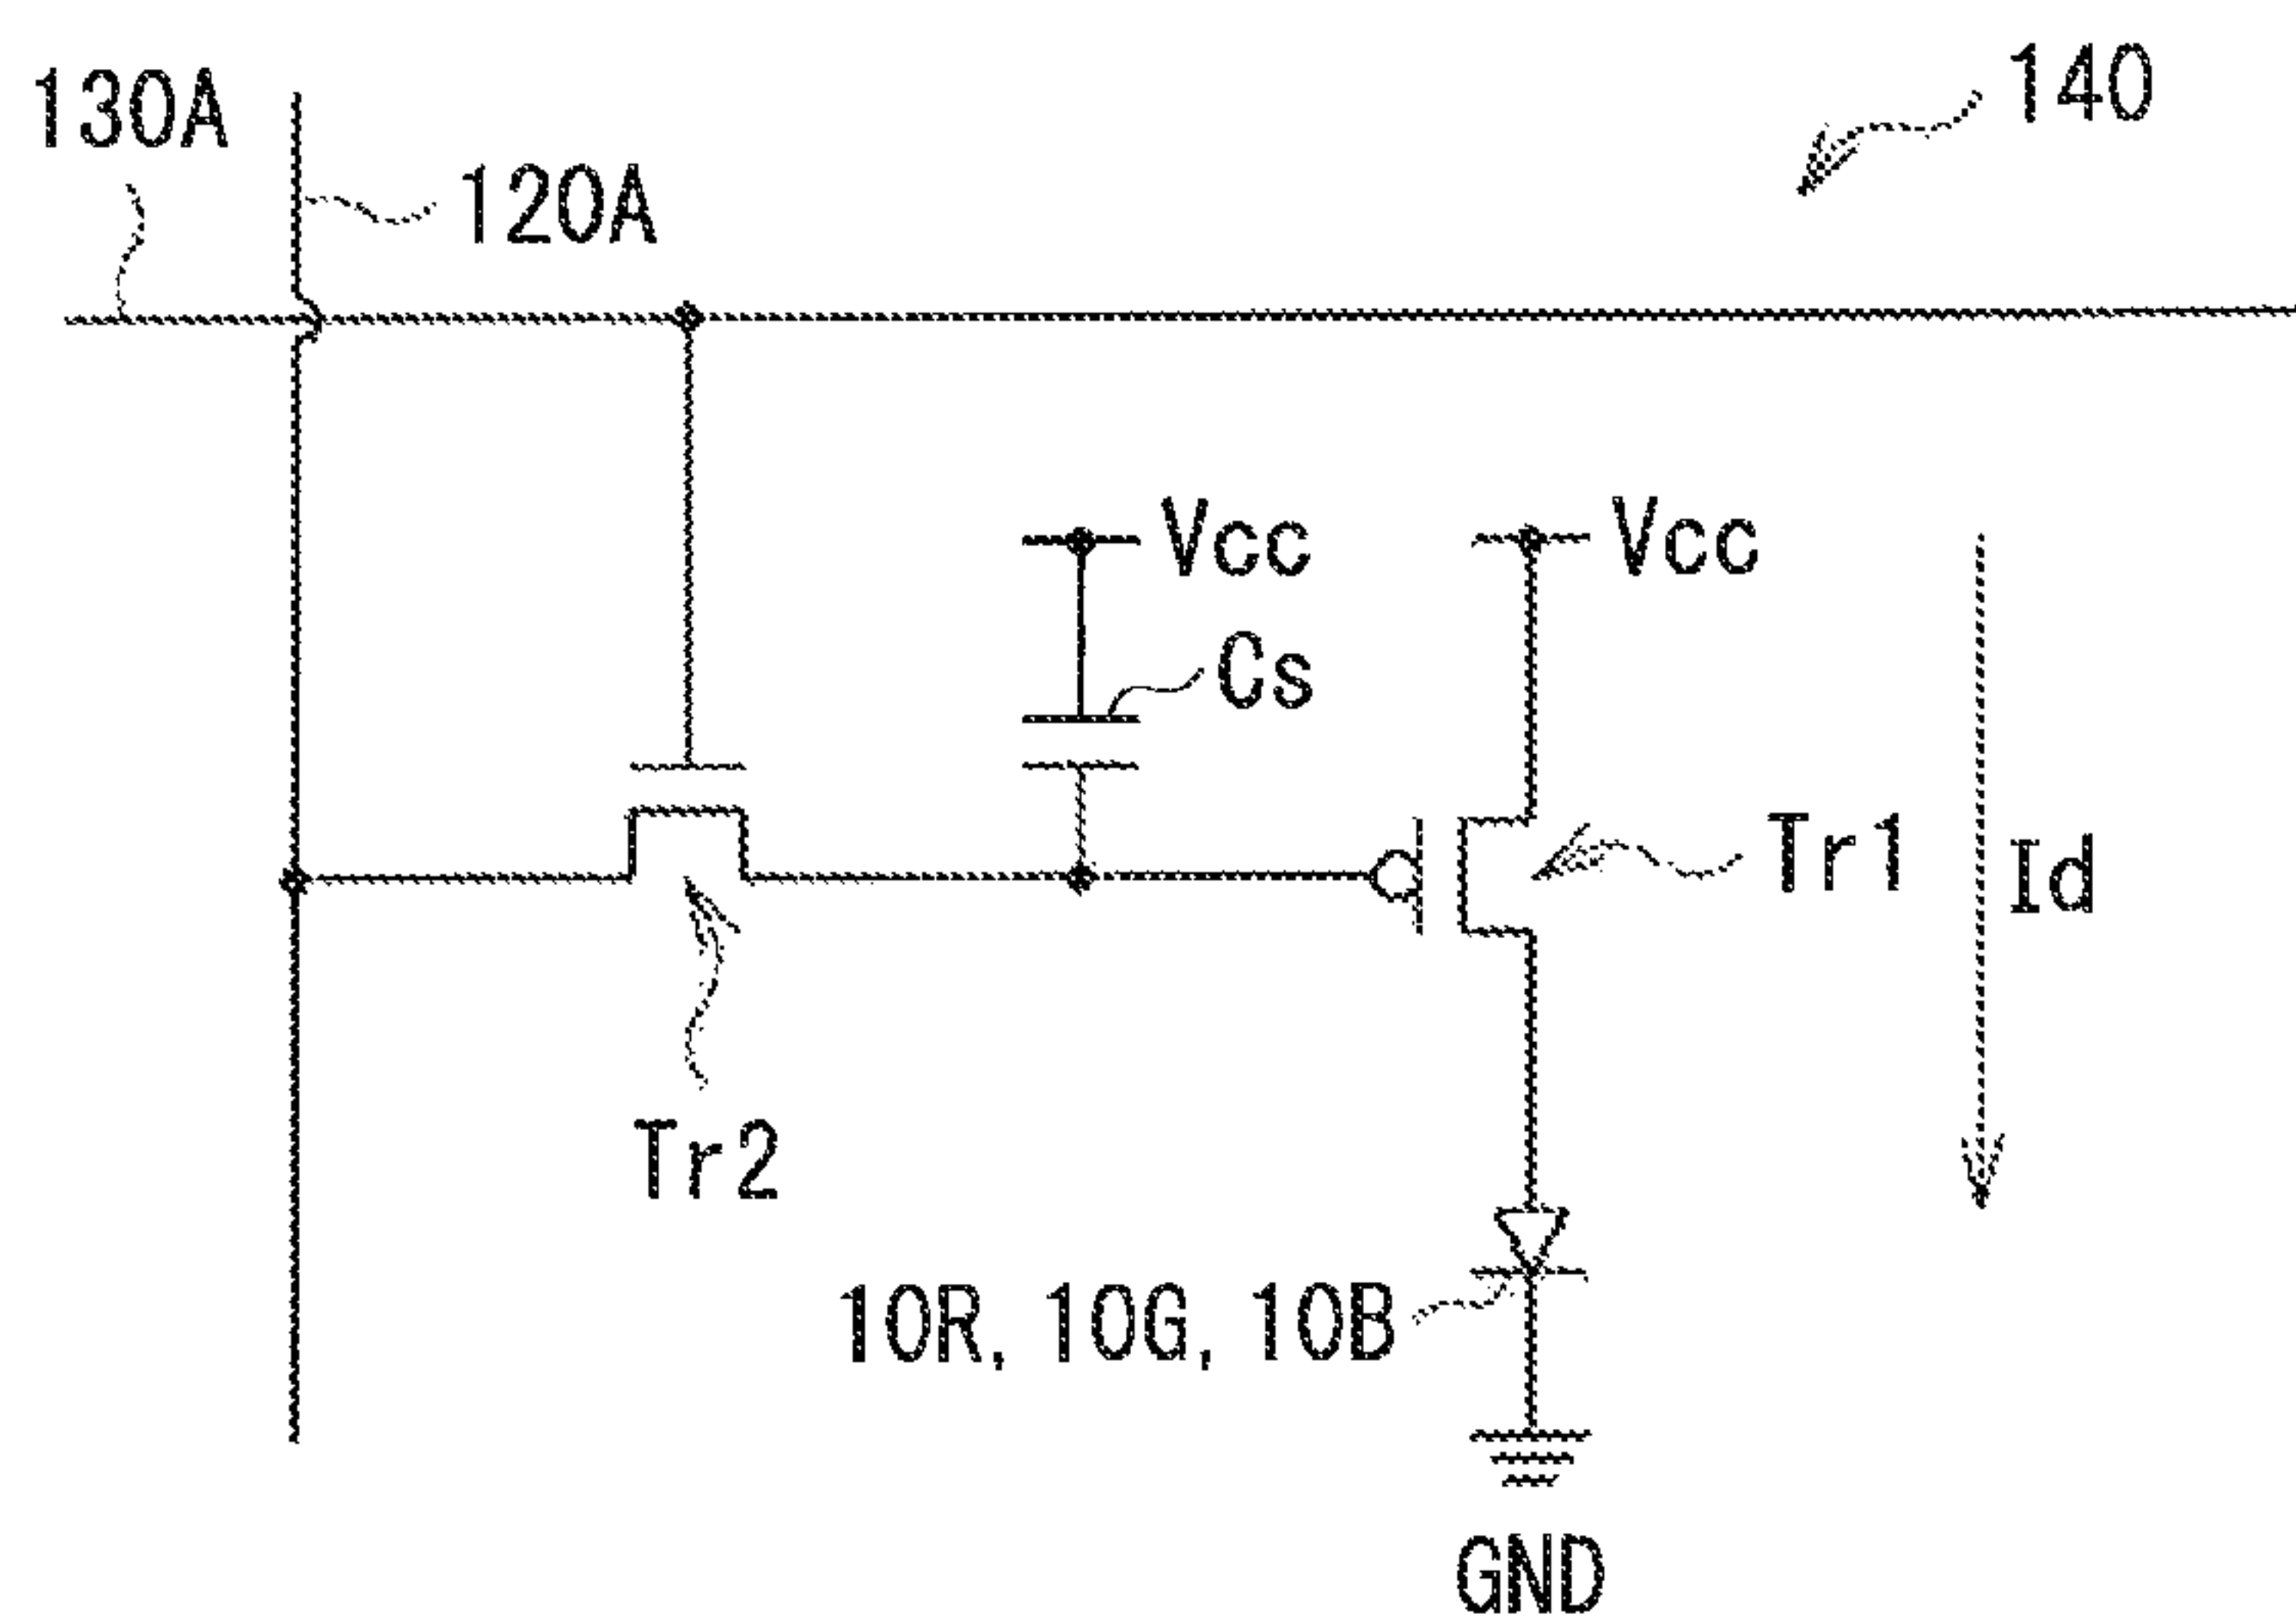 140
130A
120A
Vcc
Vcc
Cs
Tr1
Id
Tr2
10R, 10G, 10B
GND